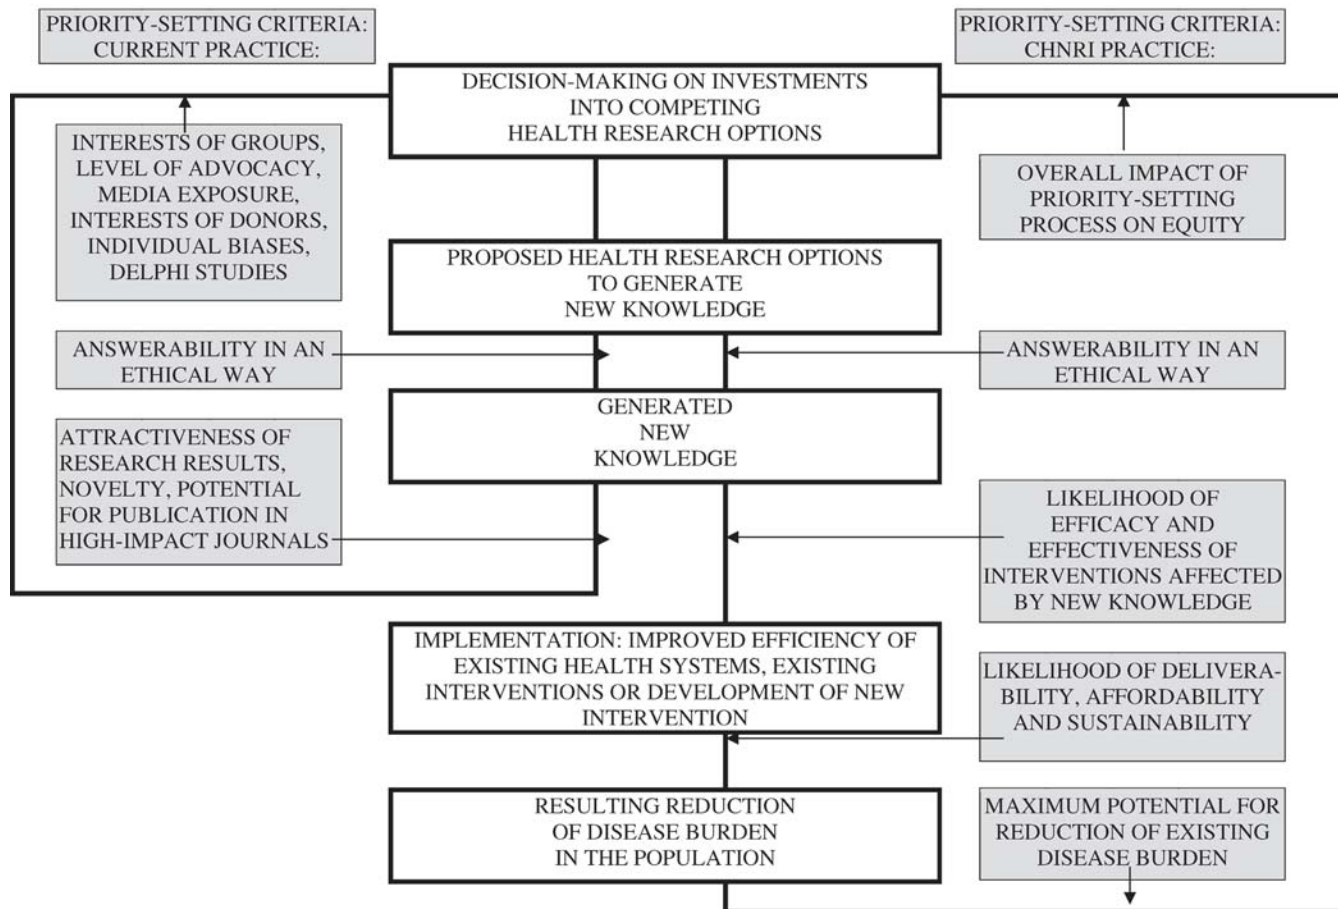 PRIORITY-SETTING CRITERIA:
CURRENT PRACTICE:
PRIORITY-SETTING CRITERIA:
CHNRI PRACTICE:
DECISION-MAKING ON INVESTMENTS
INTO COMPETING
HEALTH RESEARCH OPTIONS
INTERESTS OF GROUPS,
LEVEL OF ADVOCACY,
MEDIA EXPOSURE,
INTERESTS OF DONORS,
INDIVIDUAL BIASES,
DELPHI STUDIES
OVERALL IMPACT OF
PRIORITY-SETTING
PROCESS ON EQUITY
PROPOSED HEALTH RESEARCH OPTIONS
TO GENERATE
NEW KNOWLEDGE
ANSWERABILITY IN AN
ETHICAL WAY
ANSWERABILITY IN AN
ETHICAL WAY
GENERATED
NEW
KNOWLEDGE
ATTRACTIVENESS OF
RESEARCH RESULTS,
NOVELTY, POTENTIAL
FOR PUBLICATION IN
HIGH-IMPACT JOURNALS
LIKELIHOOD OF
EFFICACY AND
EFFECTIVENESS OF
INTERVENTIONS AFFECTED
BY NEW KNOWLEDGE
IMPLEMENTATION: IMPROVED EFFICIENCY OF
EXISTING HEALTH SYSTEMS, EXISTING
INTERVENTIONS OR DEVELOPMENT OF NEW
INTERVENTION
LIKELIHOOD OF DELIVERA-
BILITY, AFFORDABILITY
AND SUSTAINABILITY
RESULTING REDUCTION
OF DISEASE BURDEN
IN THE POPULATION
MAXIMUM POTENTIAL FOR
REDUCTION OF EXISTING
DISEASE BURDEN